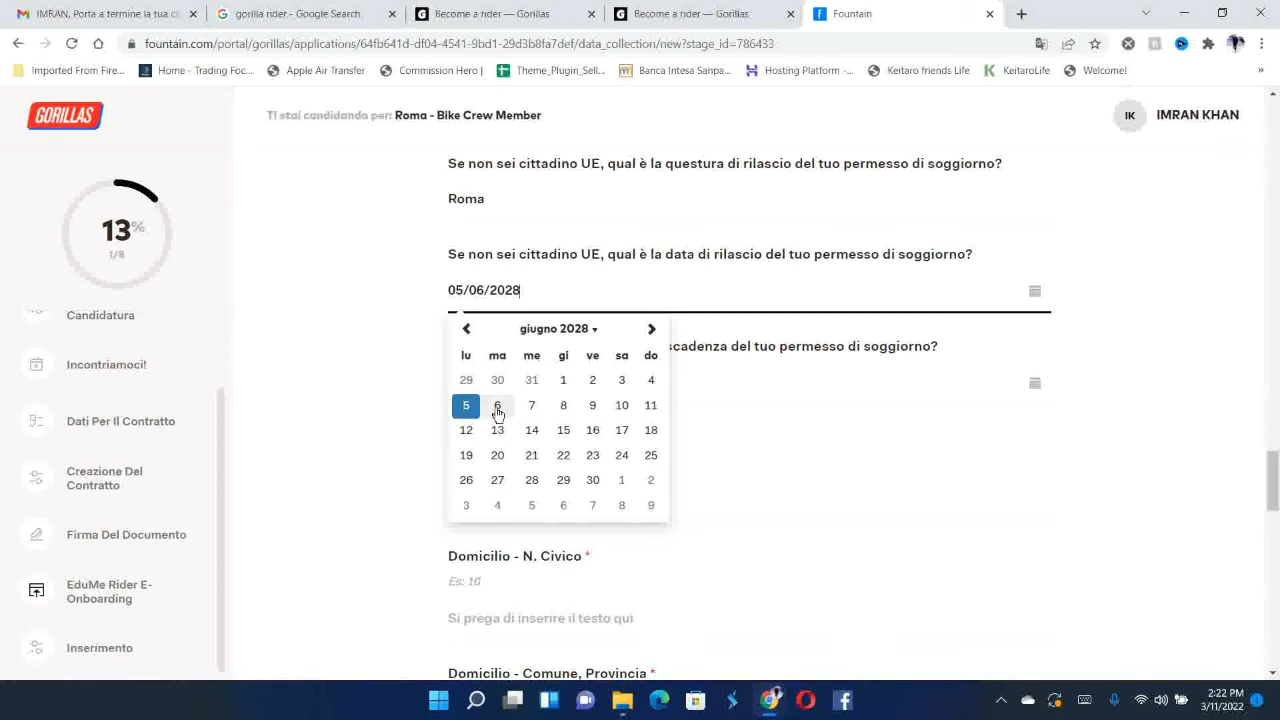 IMRAN, Porta a termine la tua c
gorilla rider - Google Search
Become a rider — Gorillas
Become a rider — Gorillas
Fountain
fountain.com/portal/gorillas/applications/64fb641d-df04-4541-9bd1-29d3b8fa7def/data_collection/new?stage_id=786433
Imported From Fire...
Home - Trading Foc...
Apple Air Transfer
Commission Hero |
Theme_Plugin_Sell...
Banca Intesa Sanpa...
Hosting Platform -...
Keitaro friends Life
KeitaroLife
Welcome!
»
GORILLAS
Ti stai candidando per: Roma - Bike Crew Member
IK
IMRAN KHAN
13%
1/8
Candidatura
Incontriamoci!
Dati Per Il Contratto
Creazione Del
Contratto
Firma Del Documento
EduMe Rider E-
Onboarding
Inserimento
Se non sei cittadino UE, qual è la questura di rilascio del tuo permesso di soggiorno?
Roma
Se non sei cittadino UE, qual è la data di rilascio del tuo permesso di soggiorno?
05/06/2028
scadenza del tuo permesso di soggiorno?
giugno 2028
lu ma me gi ve sa do
29 30 31 1 2 3 4
5 6 7 8 9 10 11
12 13 14 15 16 17 18
19 20 21 22 23 24 25
26 27 28 29 30 1 2
3 4 5 6 7 8 9
Domicilio - N. Civico *
Es: 10
Si prega di inserire il testo qui
Domicilio - Comune, Provincia *
2:22 PM
3/11/2022